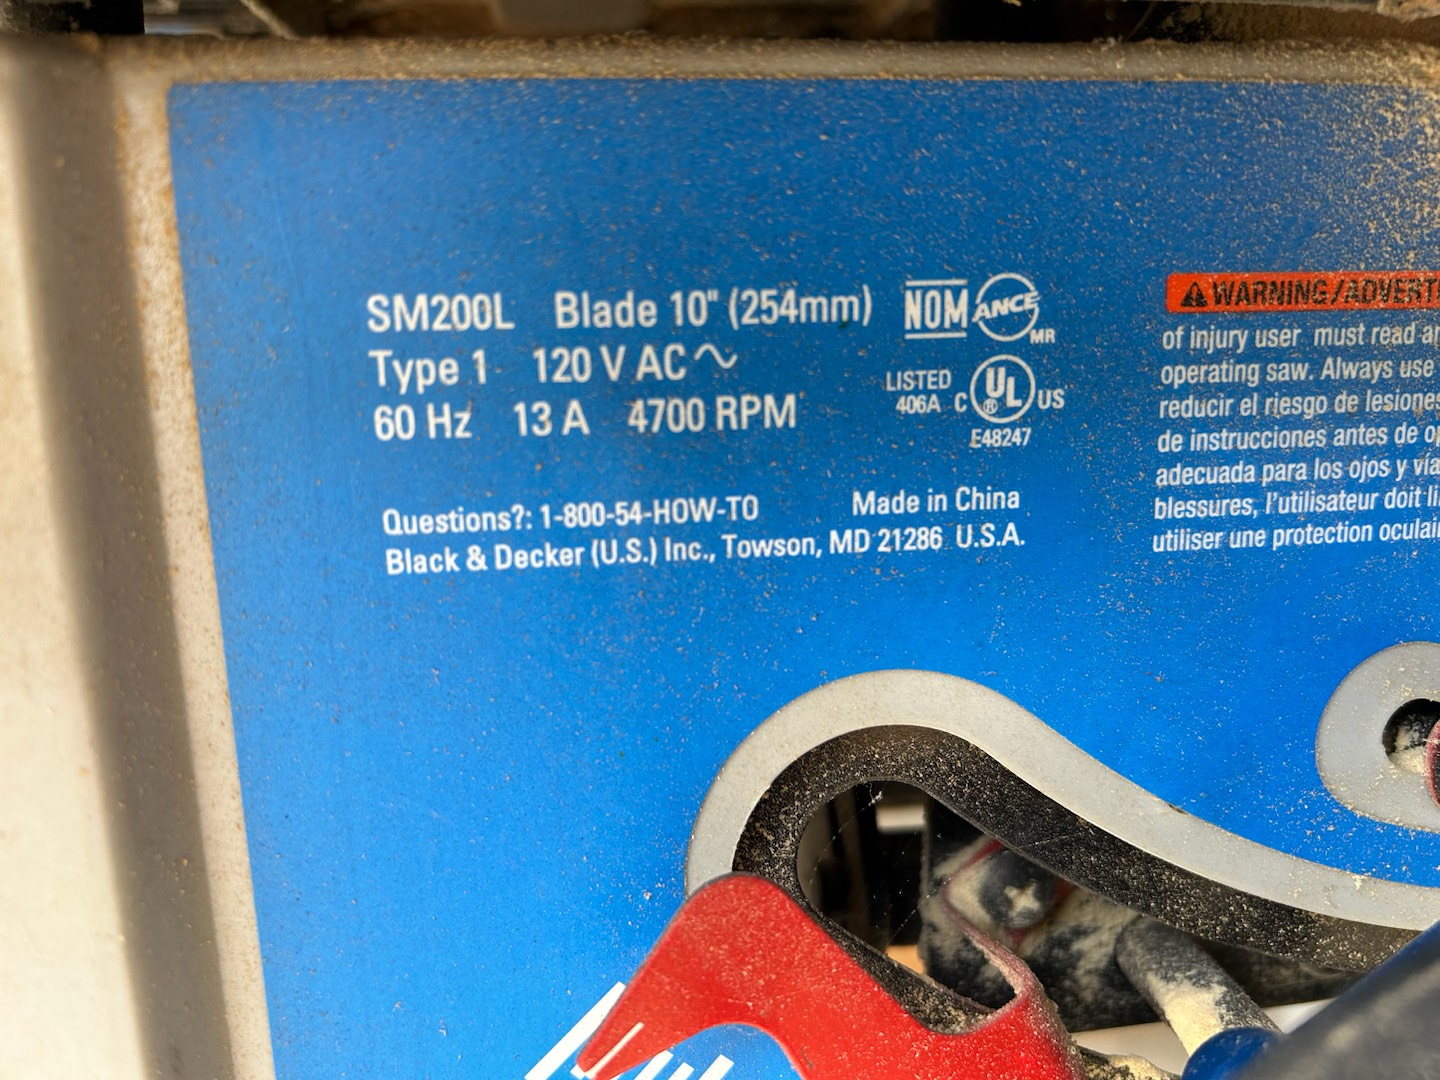 SM200L Blade 10" (254mm)
Type 1 120 V AC
60 Hz 13 A 4700 RPM
NOM ANCE MR
LISTED
406A C UL ® US
E48247
Questions?: 1-800-54-HOW-TO Made in China
Black & Decker (U.S.) Inc., Towson, MD 21286 U.S.A.
WARNING/ADVERT
of injury user must read
operating saw. Always use
reducir el riesgo de lesiones
de instrucciones antes de
adecuada para los ojos y
blessures, l'utilisateur doit
utiliser une protection